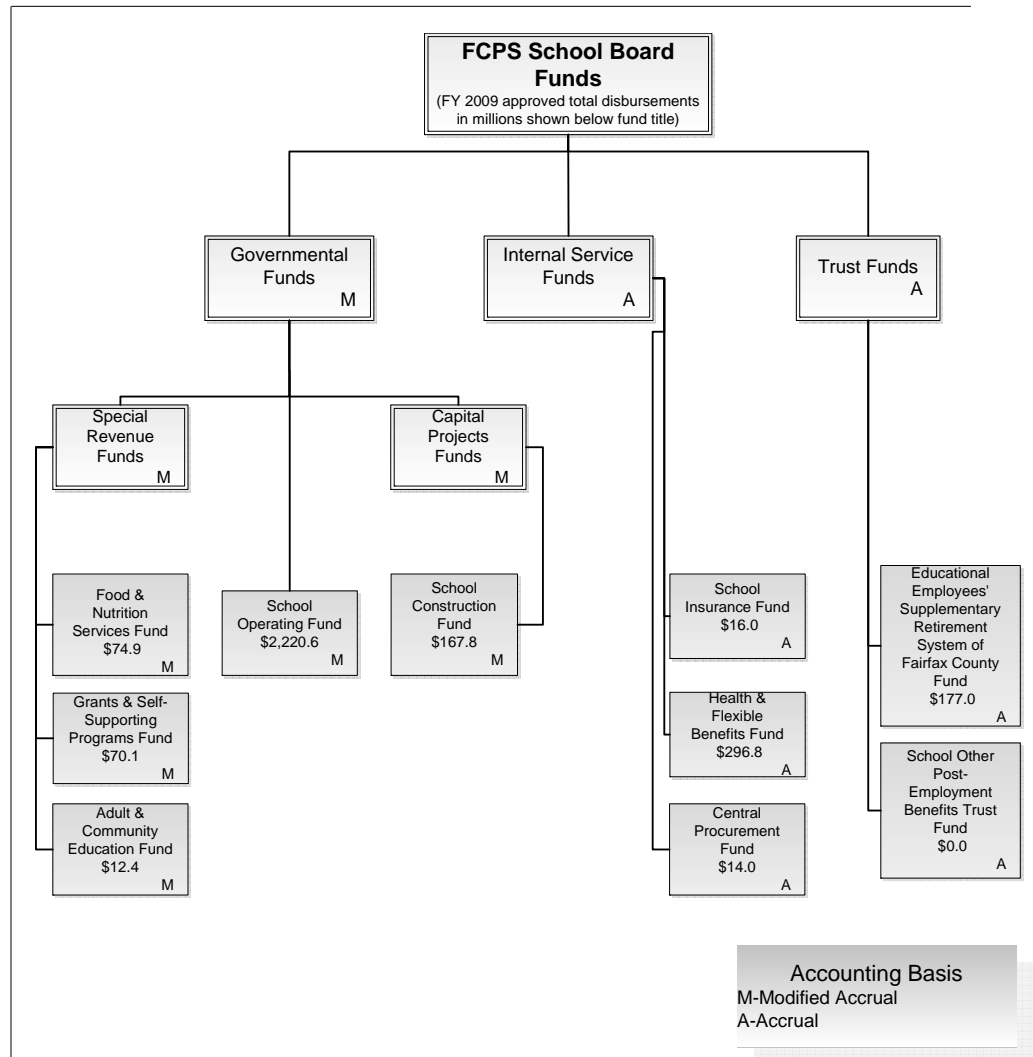 FCPS School Board
Funds
(FY 2009 approved total disbursements
in millions shown below fund title)
Governmental
Funds
M
Internal Service
Funds
A
Trust Funds
A
Special
Revenue
Funds
M
Capital
Projects
Funds
M
Food &
Nutrition
Services Fund
$74.9
M
School
Operating Fund
$2,220.6
M
School
Construction
Fund
$167.8
M
School
Insurance Fund
$16.0
A
Educational
Employees'
Supplementary
Retirement
System of
Fairfax County
Fund
$177.0
A
Grants & Self-
Supporting
Programs Fund
$70.1
M
Health &
Flexible
Benefits Fund
$296.8
A
School Other
Post-
Employment
Benefits Trust
Fund
$0.0
A
Adult &
Community
Education Fund
$12.4
M
Central
Procurement
Fund
$14.0
A
Accounting Basis
M-Modified Accrual
A-Accrual